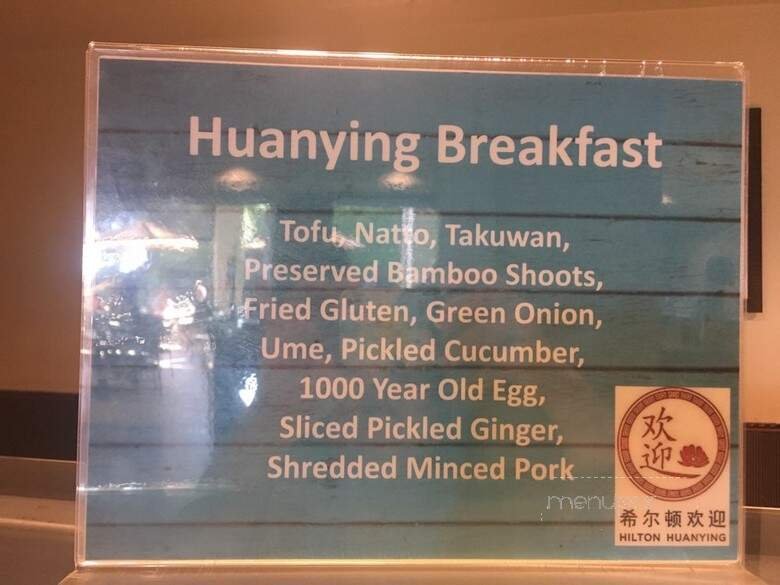 Huanying Breakfast
Tofu, Natto, Takuwan,
Preserved Bamboo Shoots,
Fried Gluten, Green Onion,
Ume, Pickled Cucumber,
1000 Year Old Egg,
Sliced Pickled Ginger,
Shredded Minced Pork
欢
迎
希尔顿欢迎
HILTON HUANYING